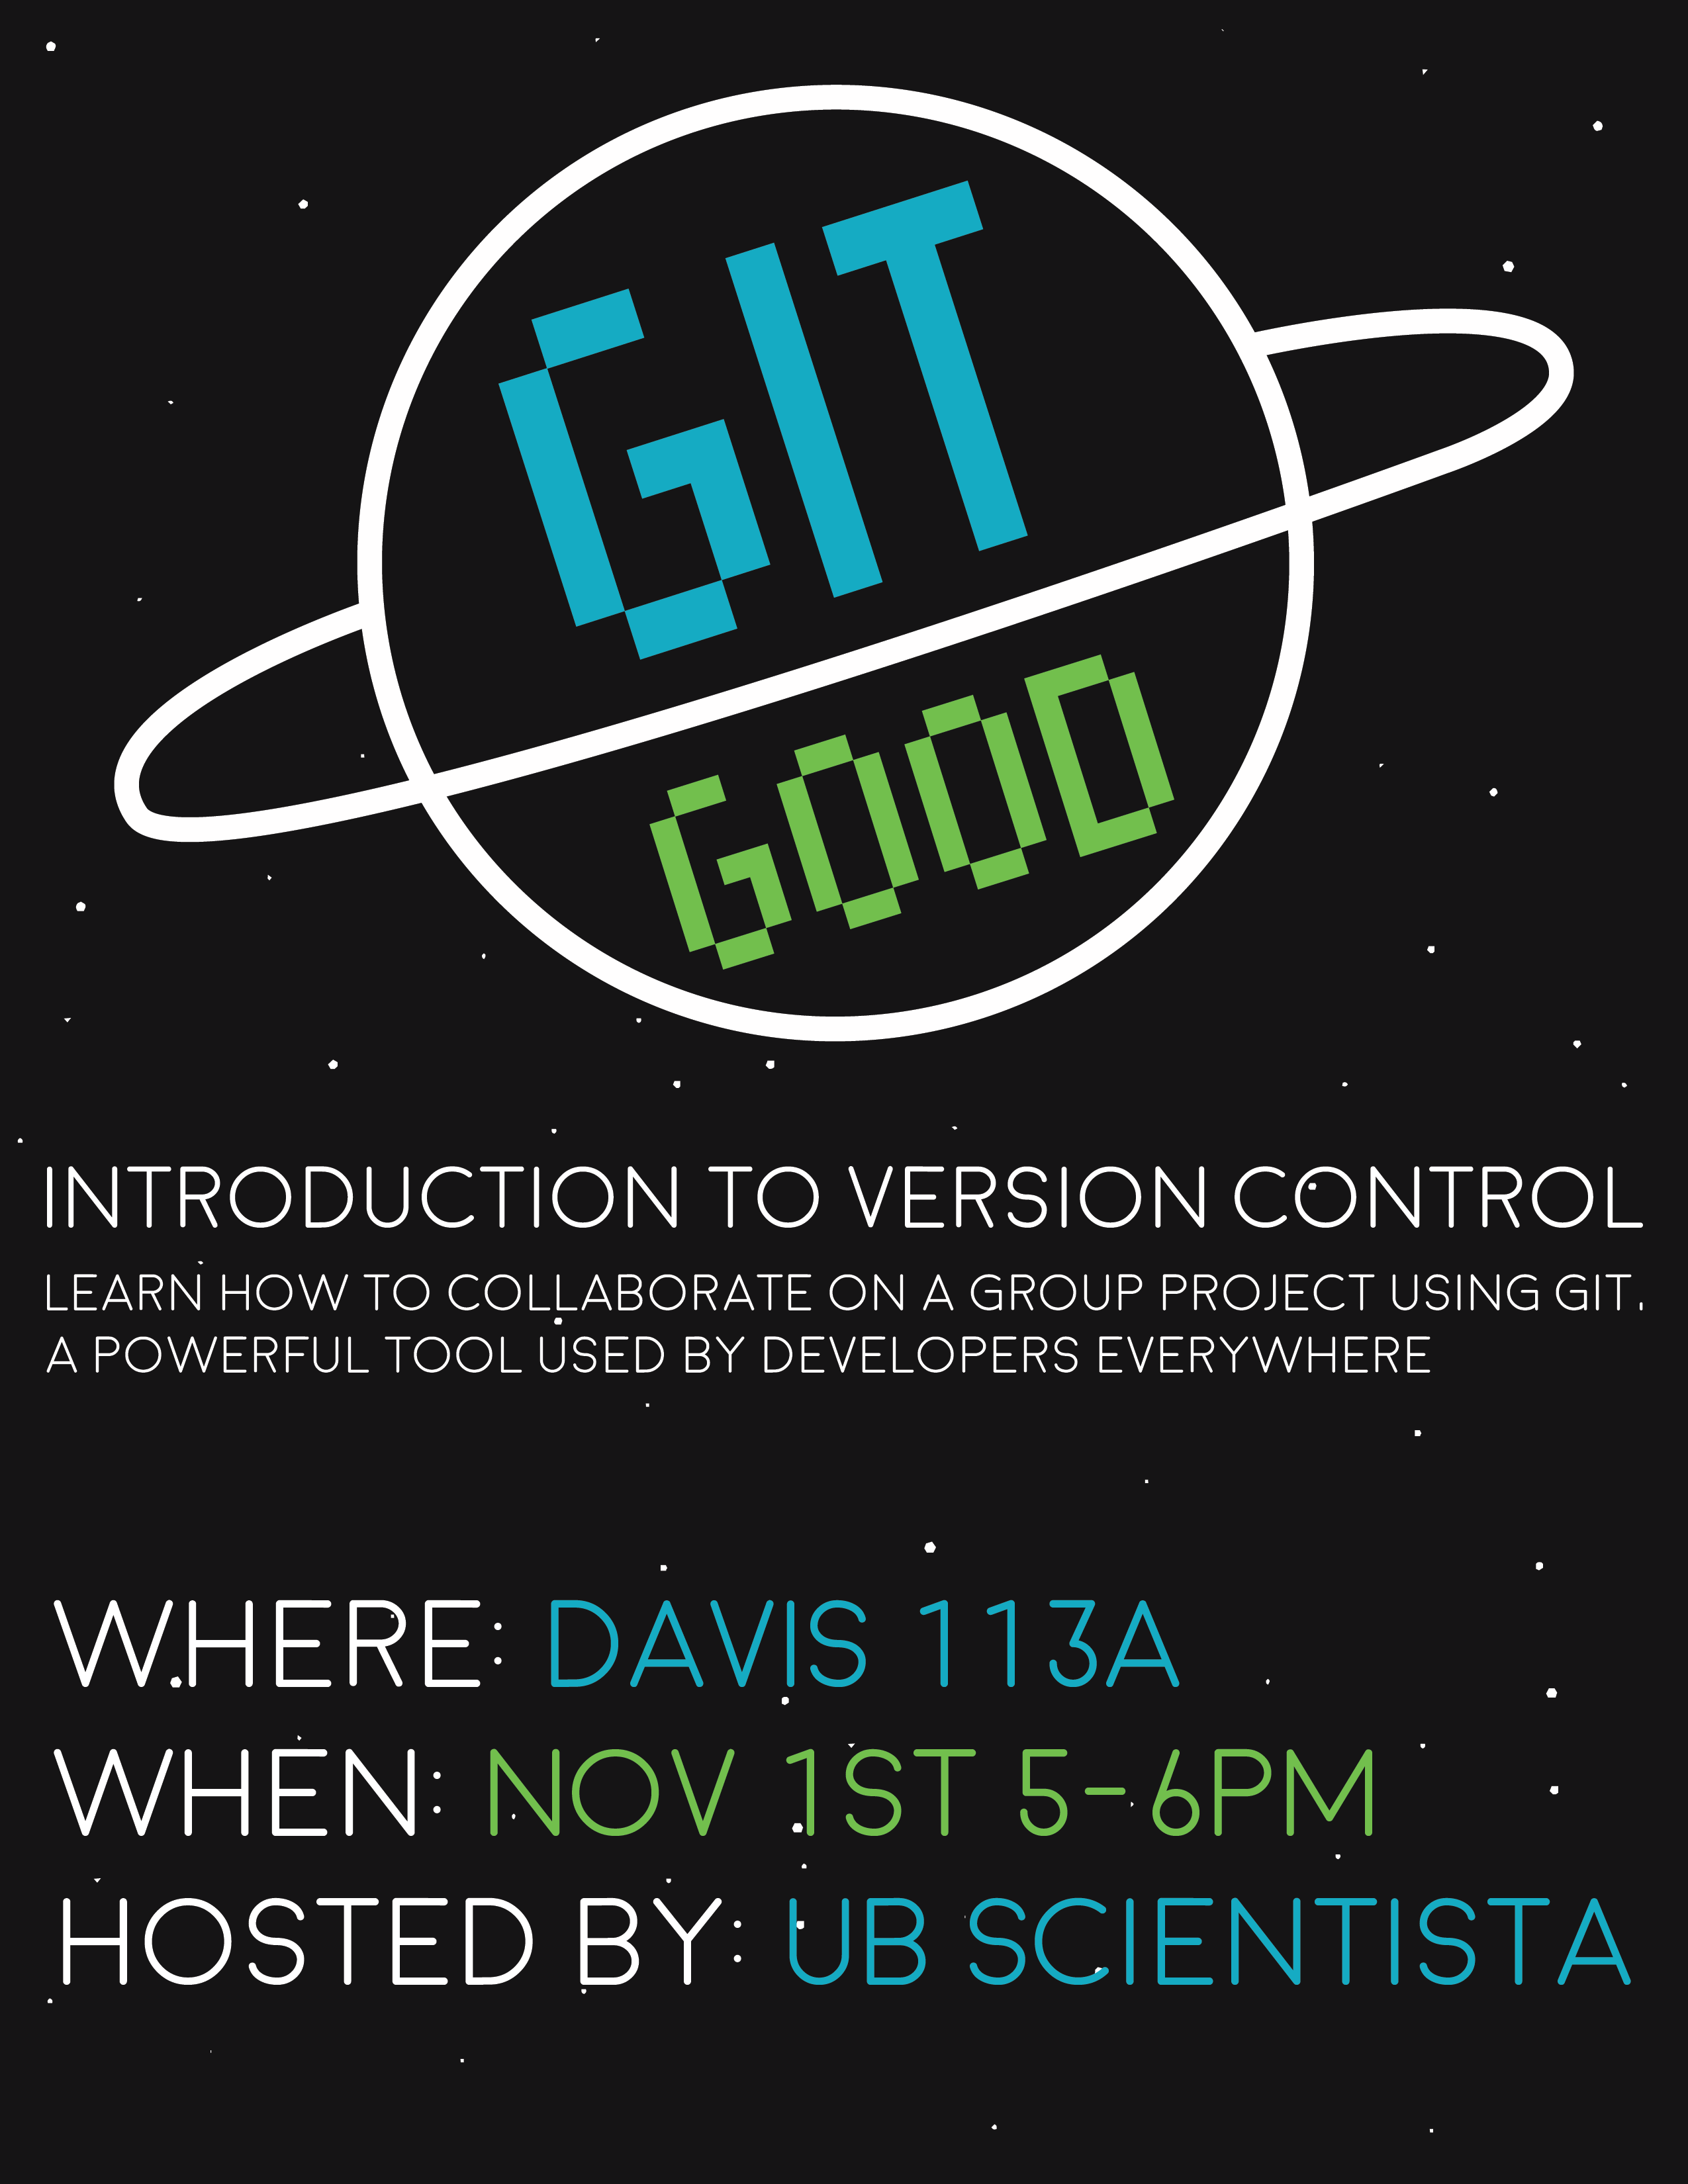 GIT
GOOD
INTRODUCTION TO VERSION CONTROL
LEARN HOW TO COLLABORATE ON A GROUP PROJECT USING GIT,
A POWERFUL TOOL USED BY DEVELOPERS EVERYWHERE
WHERE: DAVIS 113A
WHEN: NOV 1ST 5-6PM
HOSTED BY: UB SCIENTISTA